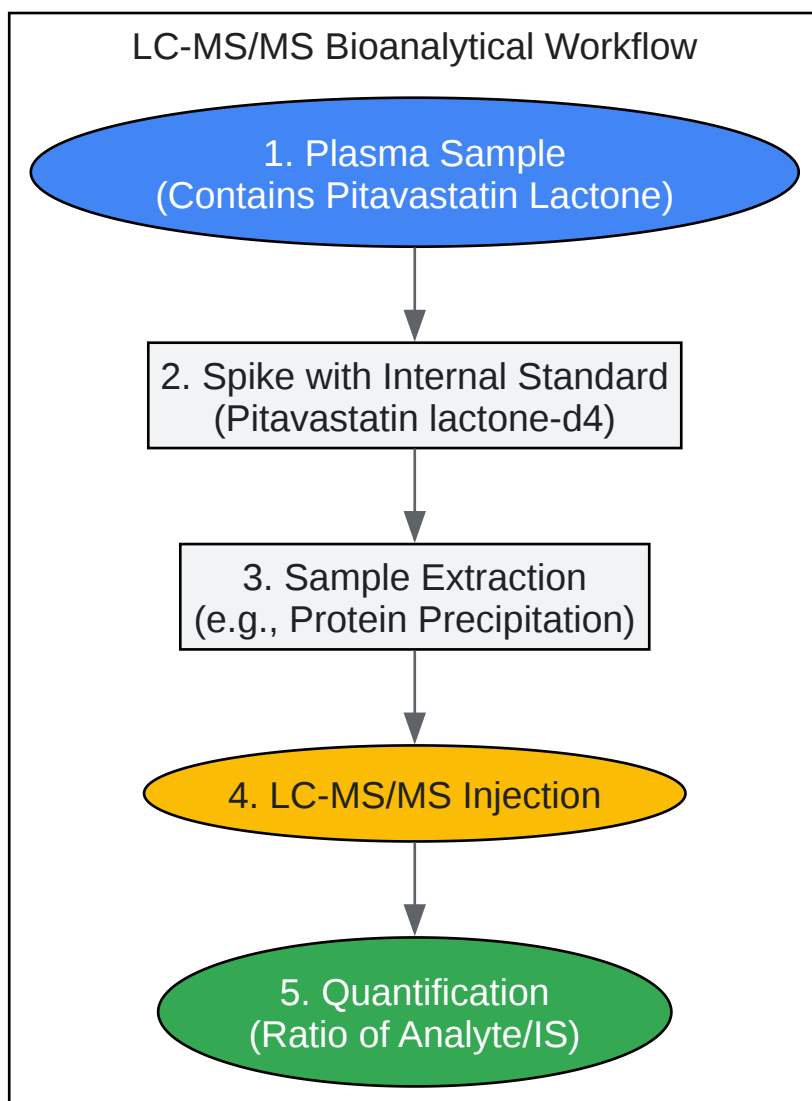 LC-MS/MS Bioanalytical Workflow
1. Plasma Sample
(Contains Pitavastatin Lactone)
2. Spike with Internal Standard
(Pitavastatin lactone-d4)
3. Sample Extraction
(e.g., Protein Precipitation)
4. LC-MS/MS Injection
5. Quantification
(Ratio of Analyte/IS)